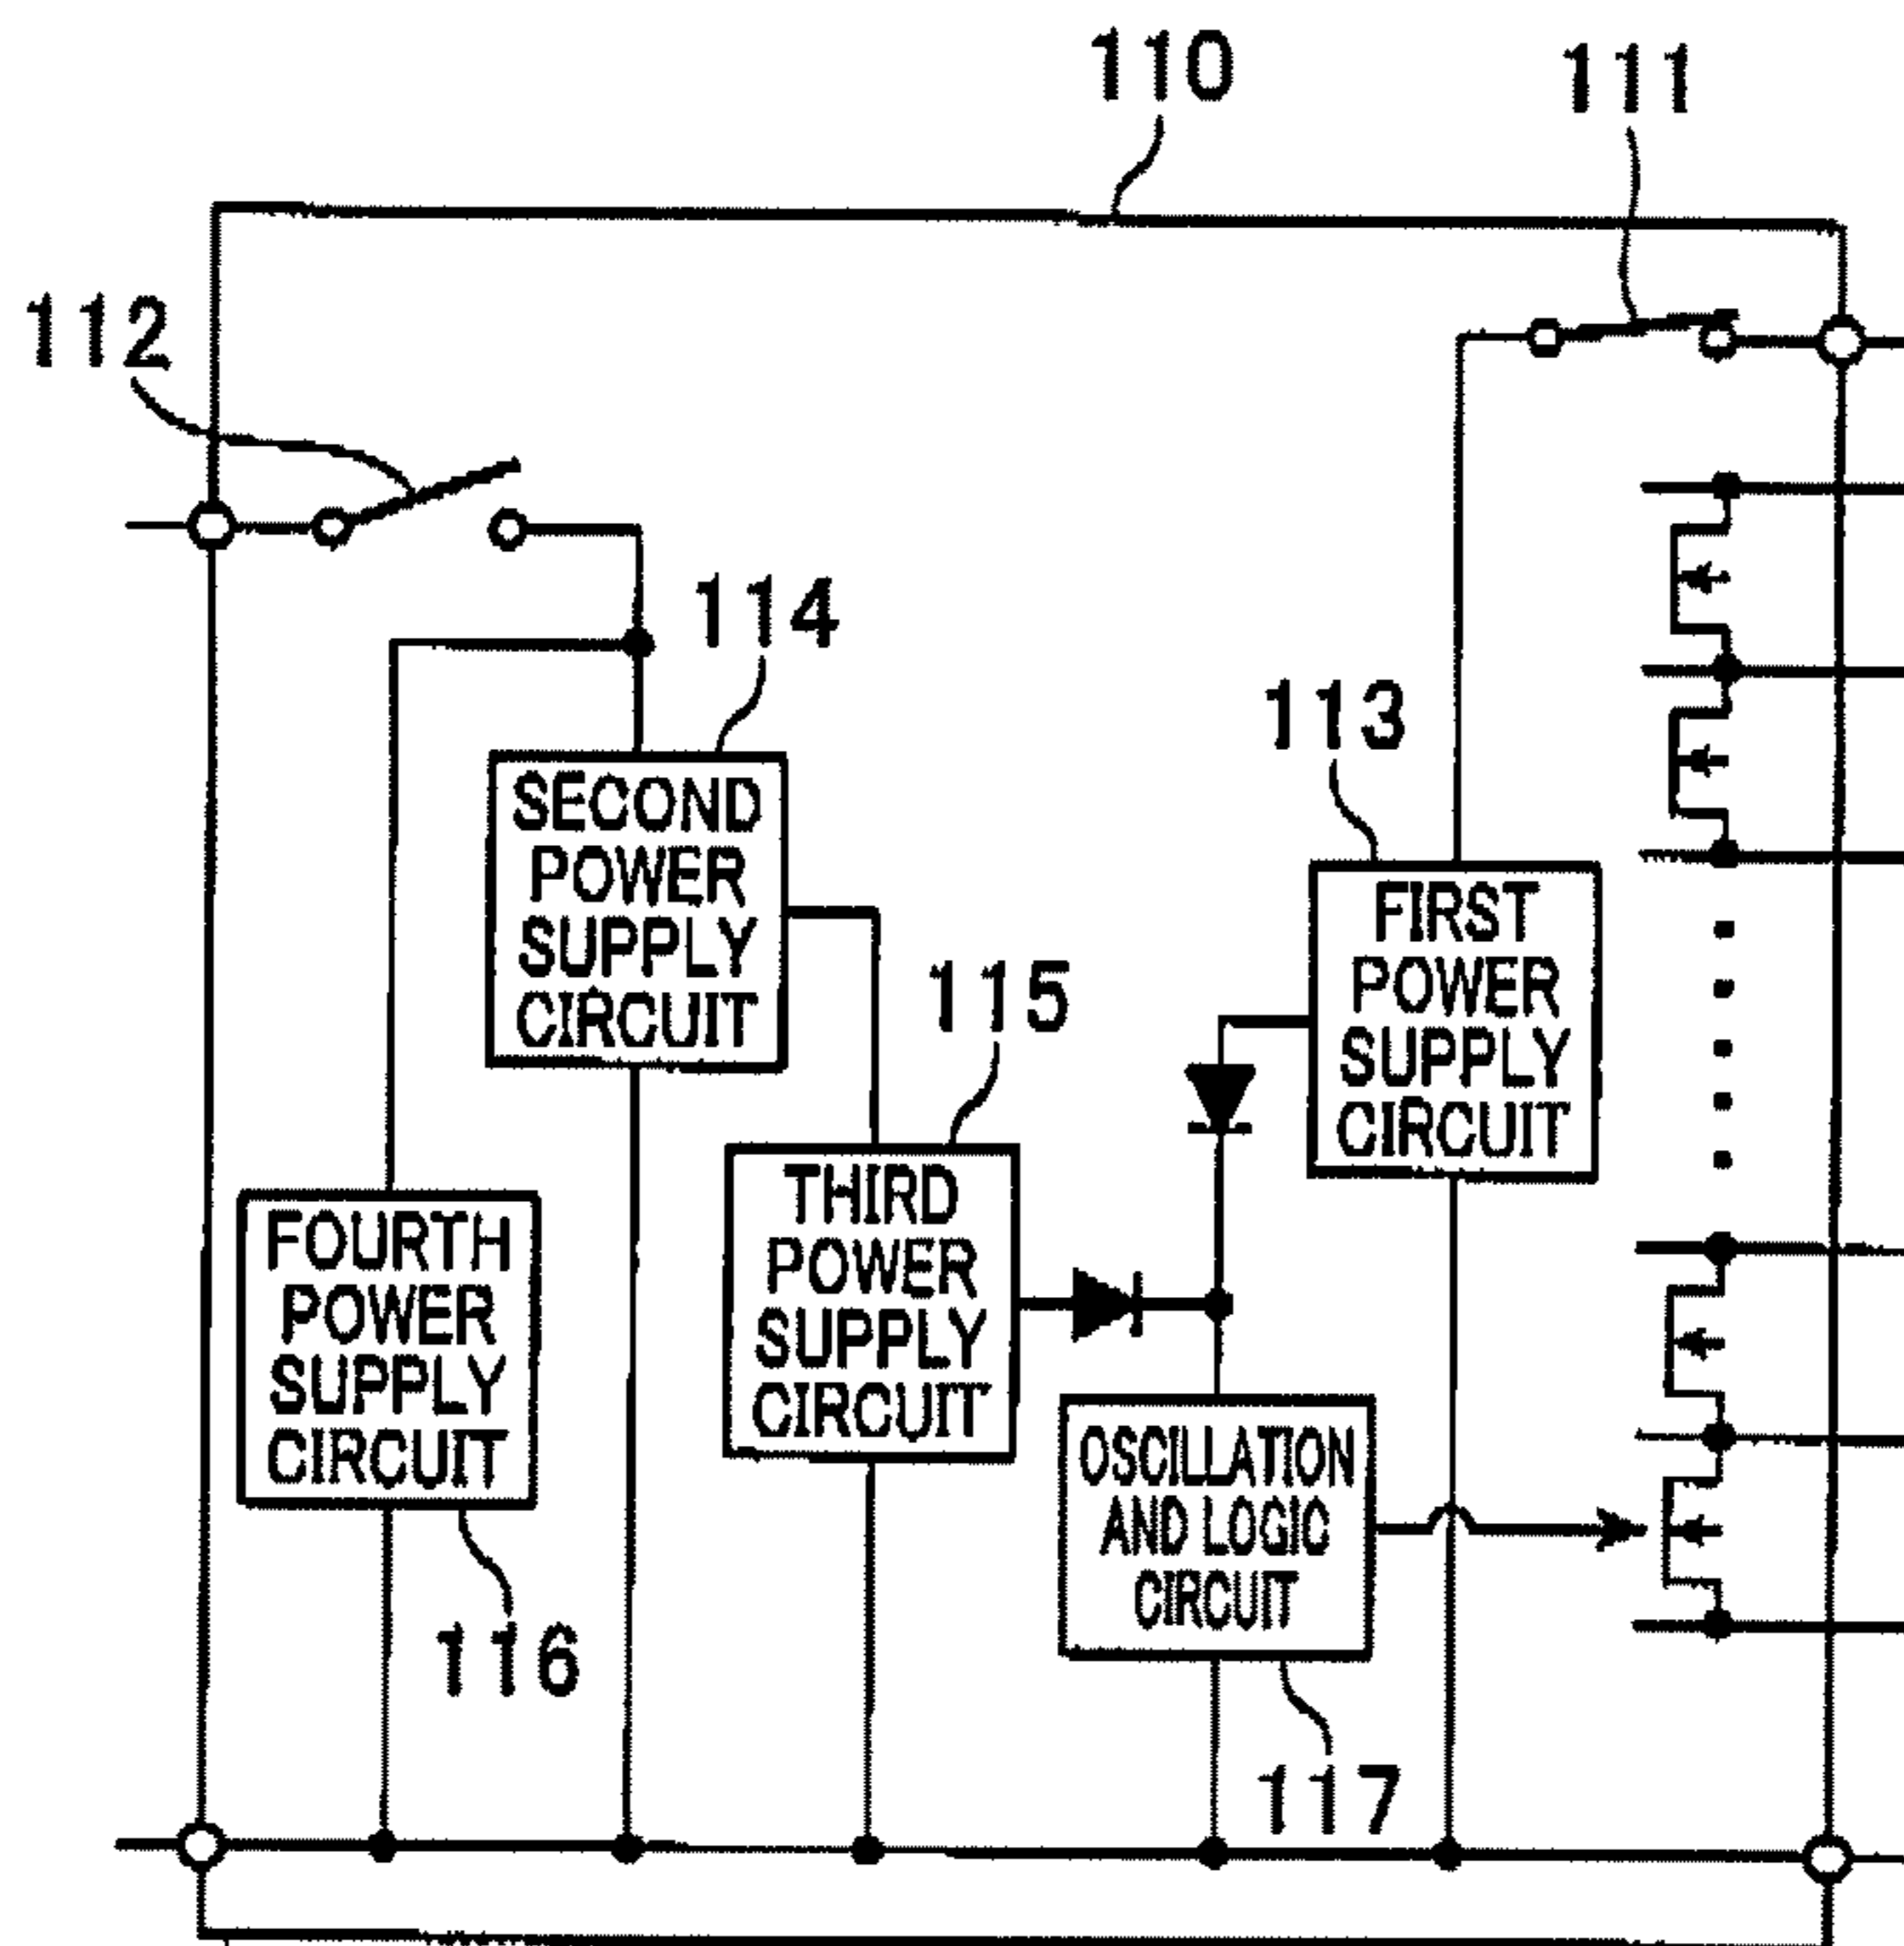 110
111
112
114
SECOND
POWER
SUPPLY
CIRCUIT
113
FIRST
POWER
SUPPLY
CIRCUIT
115
THIRD
POWER
SUPPLY
CIRCUIT
FOURTH
POWER
SUPPLY
CIRCUIT
116
OSCILLATION
AND LOGIC
CIRCUIT
117